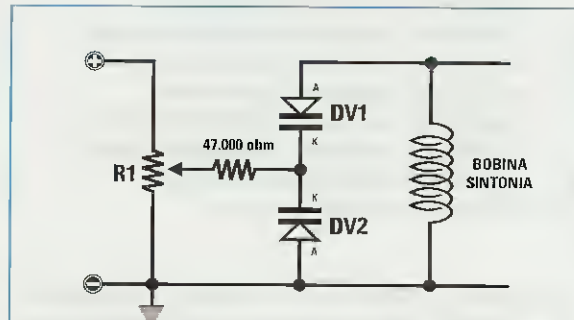 A
DV1
K
47.000 ohm
R1
K
DV2
A
BOBINA
SINTONIA